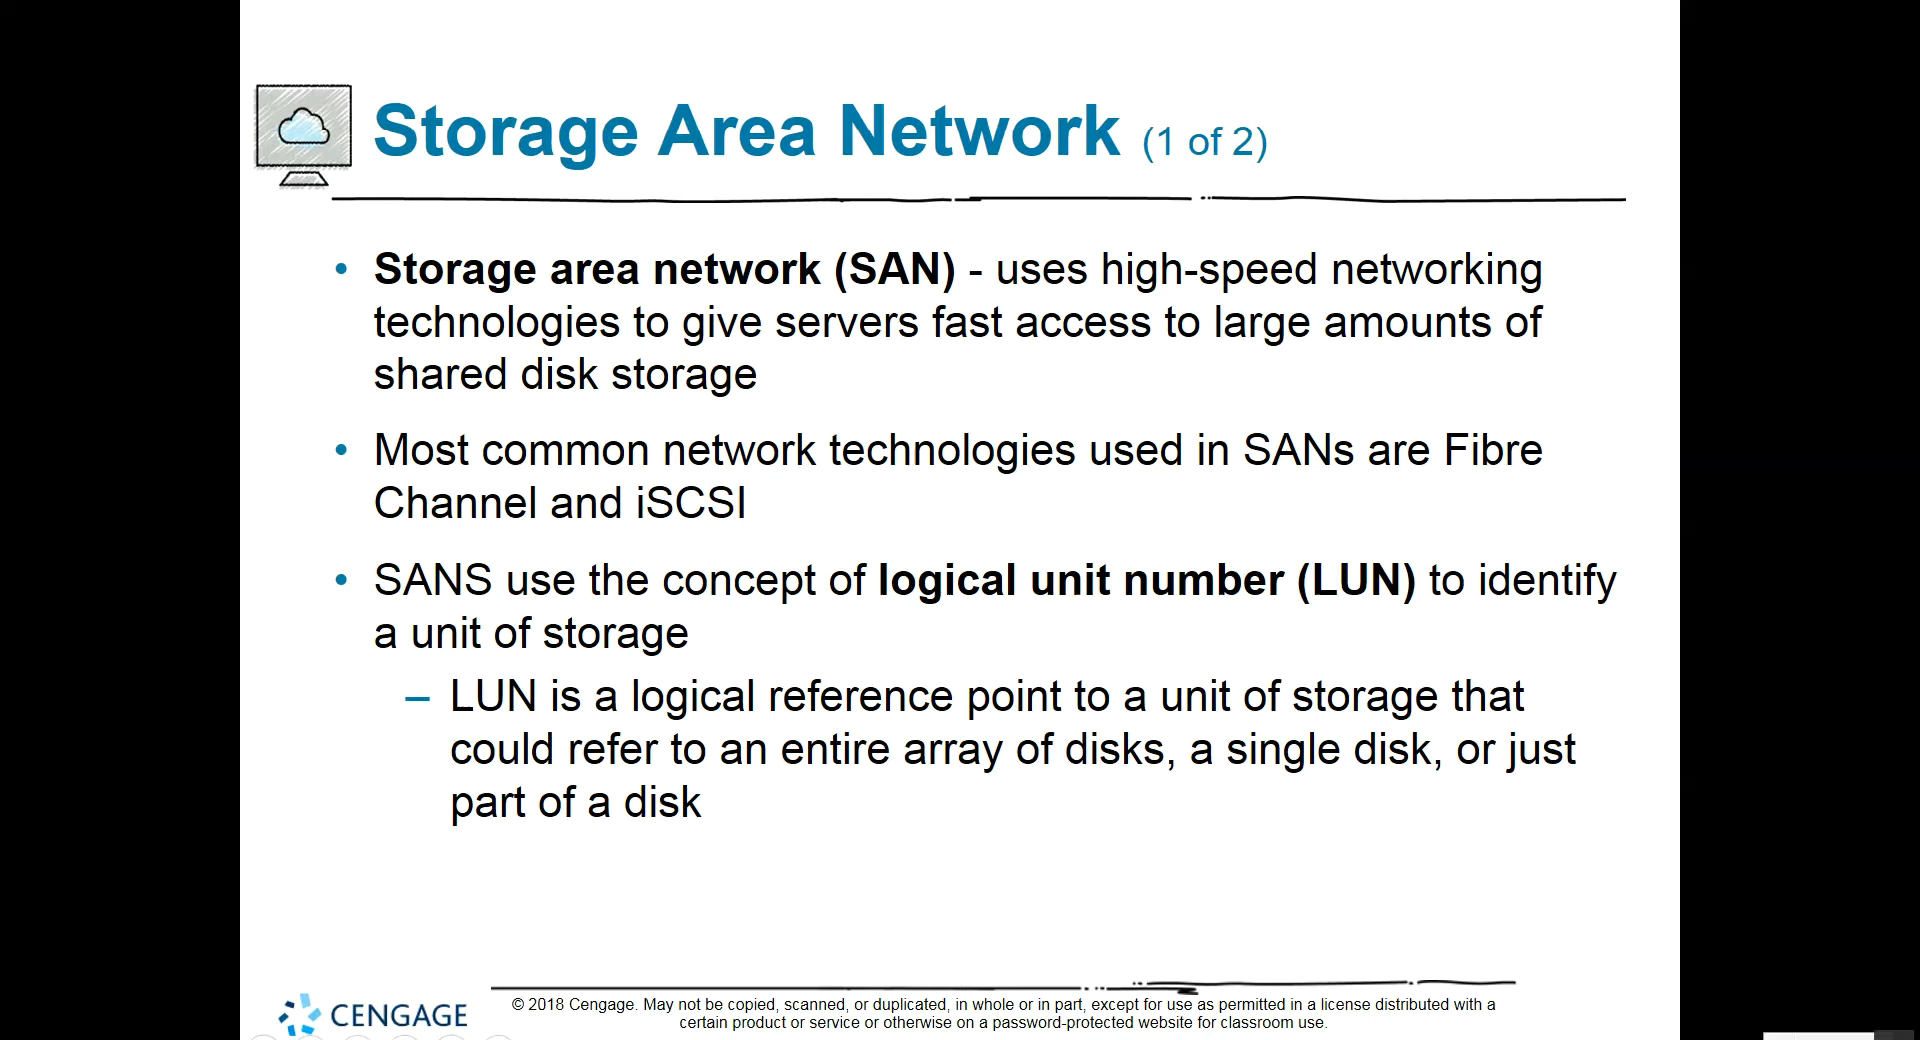 Storage Area Network (1 of 2)
• Storage area network (SAN) - uses high-speed networking
technologies to give servers fast access to large amounts of
shared disk storage
• Most common network technologies used in SANs are Fibre
Channel and iSCSI
• SANS use the concept of logical unit number (LUN) to identify
a unit of storage
– LUN is a logical reference point to a unit of storage that
could refer to an entire array of disks, a single disk, or just
part of a disk
CENGAGE
© 2018 Cengage. May not be copied, scanned, or duplicated, in whole or in part, except for use as permitted in a license distributed with a
certain product or service or otherwise on a password-protected website for classroom use.